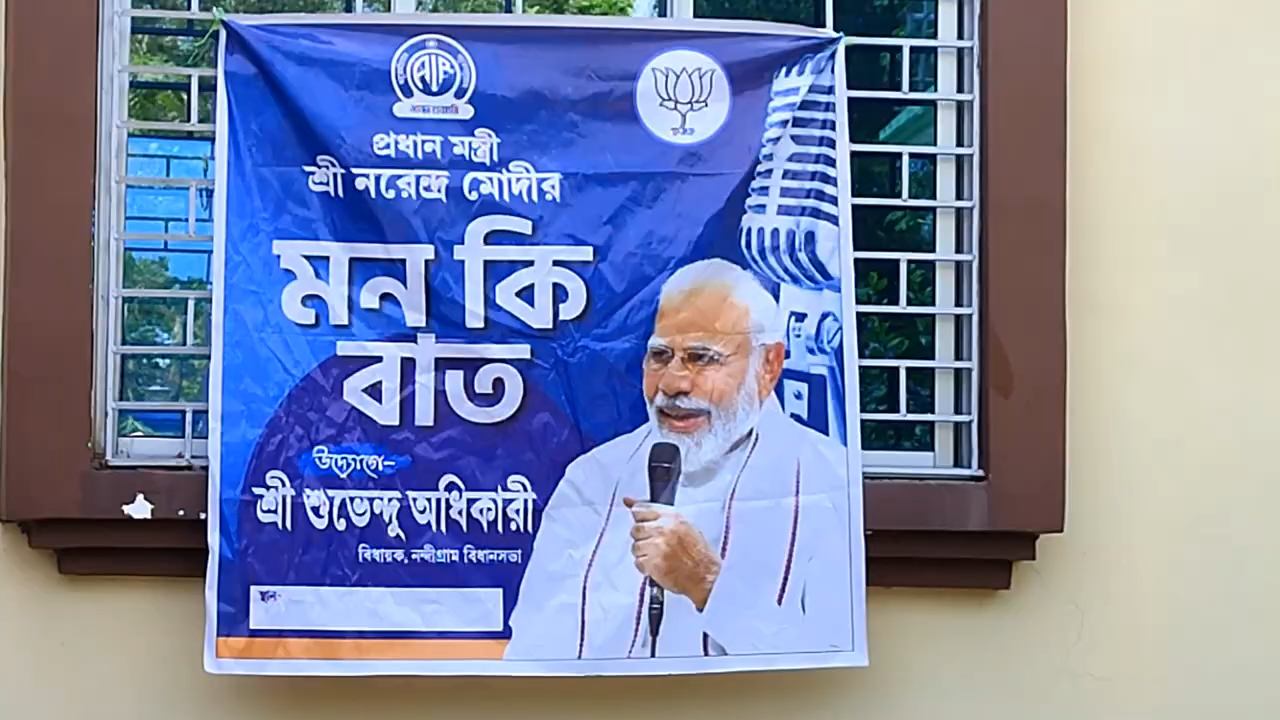 প্রধান মন্ত্রী
শ্রী নরেন্দ্র মোদীর
মন কি
বাত
উদ্যোগে-
শ্রী শুভেন্দু অধিকারী
বিধায়ক, নন্দীগ্রাম বিধানসভা
স্থান-